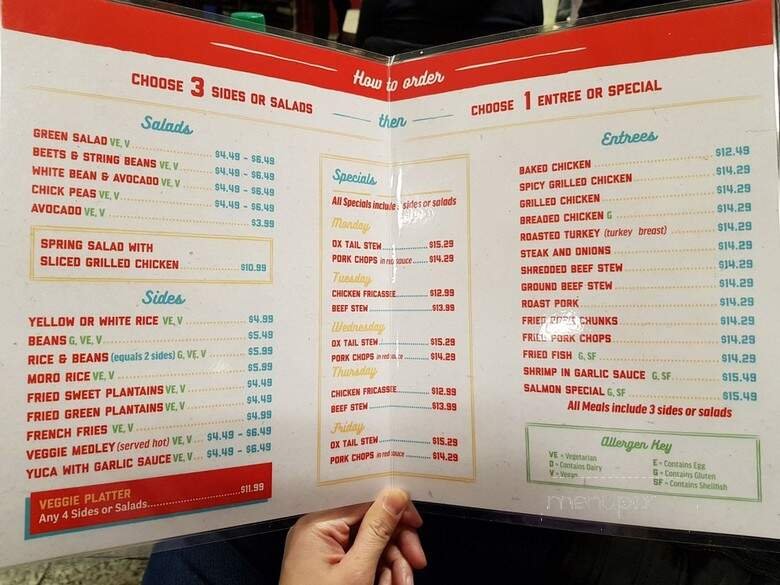 How to order
CHOOSE 3 SIDES OR SALADS
then
CHOOSE 1 ENTREE OR SPECIAL
Salads
GREEN SALAD VE, V $4.49 - $6.49
BEETS & STRING BEANS VE, V $4.49 - $6.49
WHITE BEAN & AVOCADO VE, V $4.49 - $6.49
CHICK PEAS VE, V $4.49 - $6.49
AVOCADO VE, V $3.99
SPRING SALAD WITH
SLICED GRILLED CHICKEN $10.99
Sides
YELLOW OR WHITE RICE VE, V $4.99
BEANS G, VE, V $5.49
RICE & BEANS (equals 2 sides) G, VE, V $5.99
MORO RICE VE, V $5.99
FRIED SWEET PLANTAINS VE, V $4.49
FRIED GREEN PLANTAINS VE, V $4.49
FRENCH FRIES VE, V $4.99
VEGGIE MEDLEY (served hot) VE, V $4.49 - $6.49
YUCA WITH GARLIC SAUCE VE, V $4.49 - $6.49
VEGGIE PLATTER
Any 4 Sides or Salads $11.99
Specials
All Specials include sides or salads
Monday
OX TAIL STEW $15.29
PORK CHOPS in red sauce $14.29
Tuesday
CHICKEN FRICASSEE $12.99
BEEF STEW $13.99
Wednesday
OX TAIL STEW $15.29
PORK CHOPS in red sauce $14.29
Thursday
CHICKEN FRICASSEE $12.99
BEEF STEW $13.99
Friday
OX TAIL STEW $15.29
PORK CHOPS in red sauce $14.29
Entrees
BAKED CHICKEN $12.49
SPICY GRILLED CHICKEN $14.29
GRILLED CHICKEN $14.29
BREADED CHICKEN G $14.29
ROASTED TURKEY (turkey breast) $14.29
STEAK AND ONIONS $14.29
SHREDDED BEEF STEW $14.29
GROUND BEEF STEW $14.29
ROAST PORK $14.29
FRIED PORK CHUNKS $14.29
FRIED PORK CHOPS $14.29
FRIED FISH G, SF $14.29
SHRIMP IN GARLIC SAUCE G, SF $15.49
SALMON SPECIAL G, SF $15.49
All Meals include 3 sides or salads
Allergen Key
VE = Vegetarian
D = Contains Dairy
V = Vegan
E = Contains Egg
G = Contains Gluten
SF = Contains Shellfish
menupix